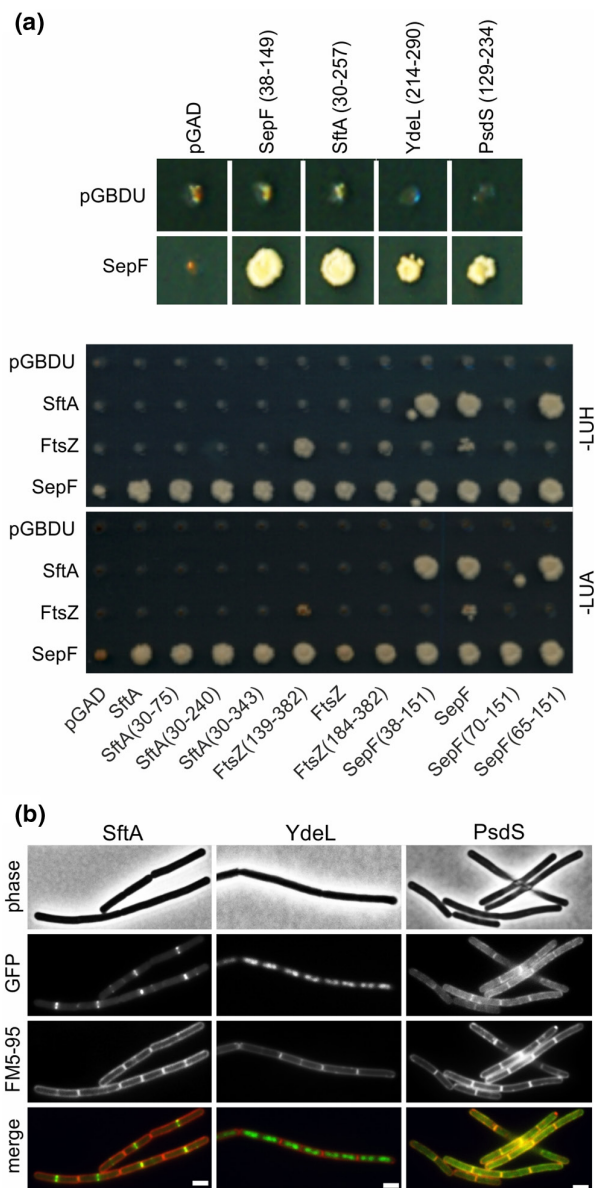 (a)
pGAD
SepF (38-149)
SftA (30-257)
YdeL (214-290)
PsdS (129-234)
pGBDU
SepF
pGBDU
SftA
FtsZ
SepF
-LUH
pGBDU
SftA
FtsZ
SepF
-LUA
pGAD
SftA
SftA(30-75)
SftA(30-240)
SftA(30-343)
FtsZ(139-382)
FtsZ
FtsZ(184-382)
SepF(38-151)
SepF
SepF(70-151)
SepF(65-151)
(b)
SftA YdeL PsdS
phase
GFP
FM5-95
merge